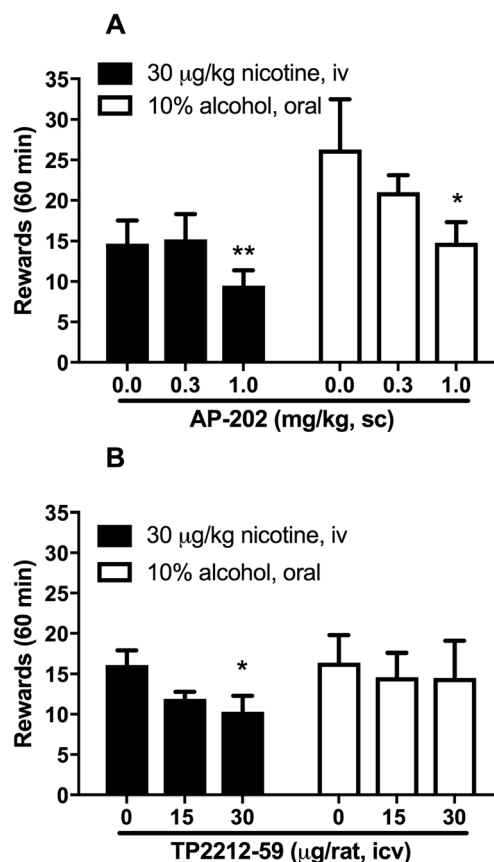 A
30 μg/kg nicotine, iv
10% alcohol, oral
Rewards (60 min)
35
30
25
20
15
10
5
0
** *
0.0 0.3 1.0 0.0 0.3 1.0
AP-202 (mg/kg, sc)
B
30 μg/kg nicotine, iv
10% alcohol, oral
Rewards (60 min)
35
30
25
20
15
10
5
0
*
0 15 30 0 15 30
TP2212-59 (μg/rat, icv)